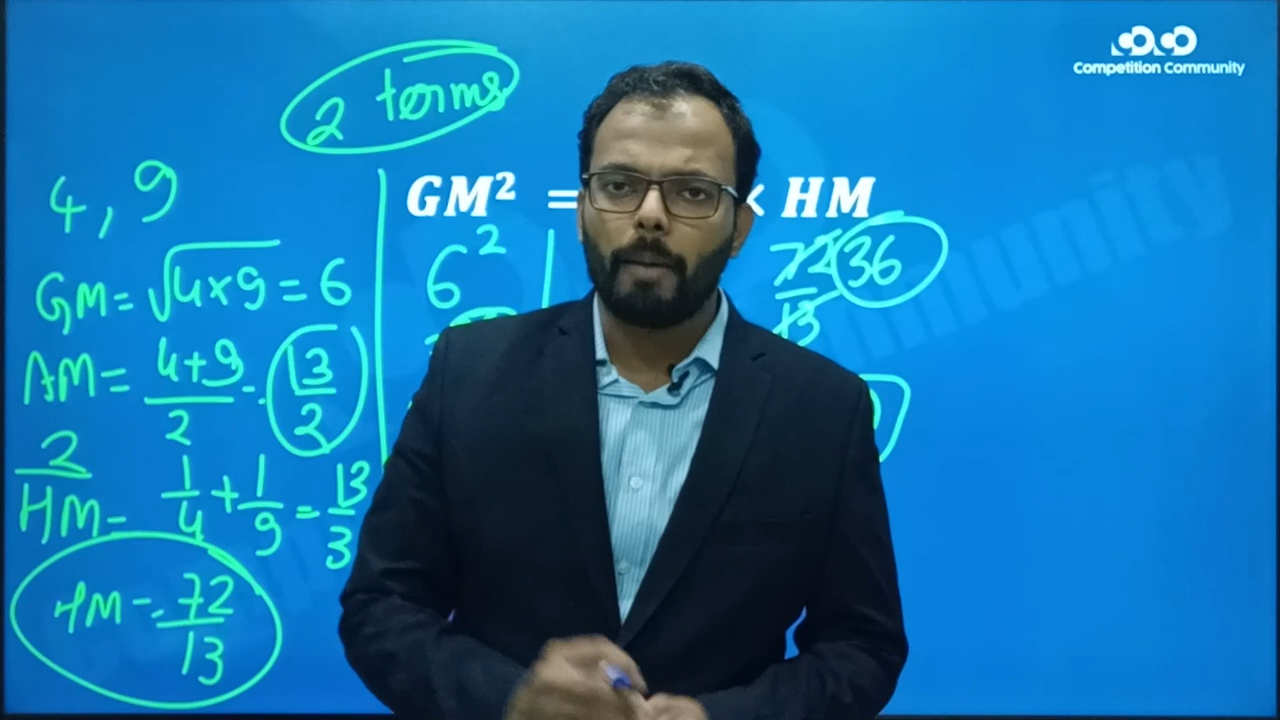 Competition Community
2 terms
4, 9
GM² = × HM
GM = √4×9 = 6
6²
72 36
13
AM = 4+9 = 13
2 2
2
HM = 1/4 + 1/9 = 13/3
HM = 72
13